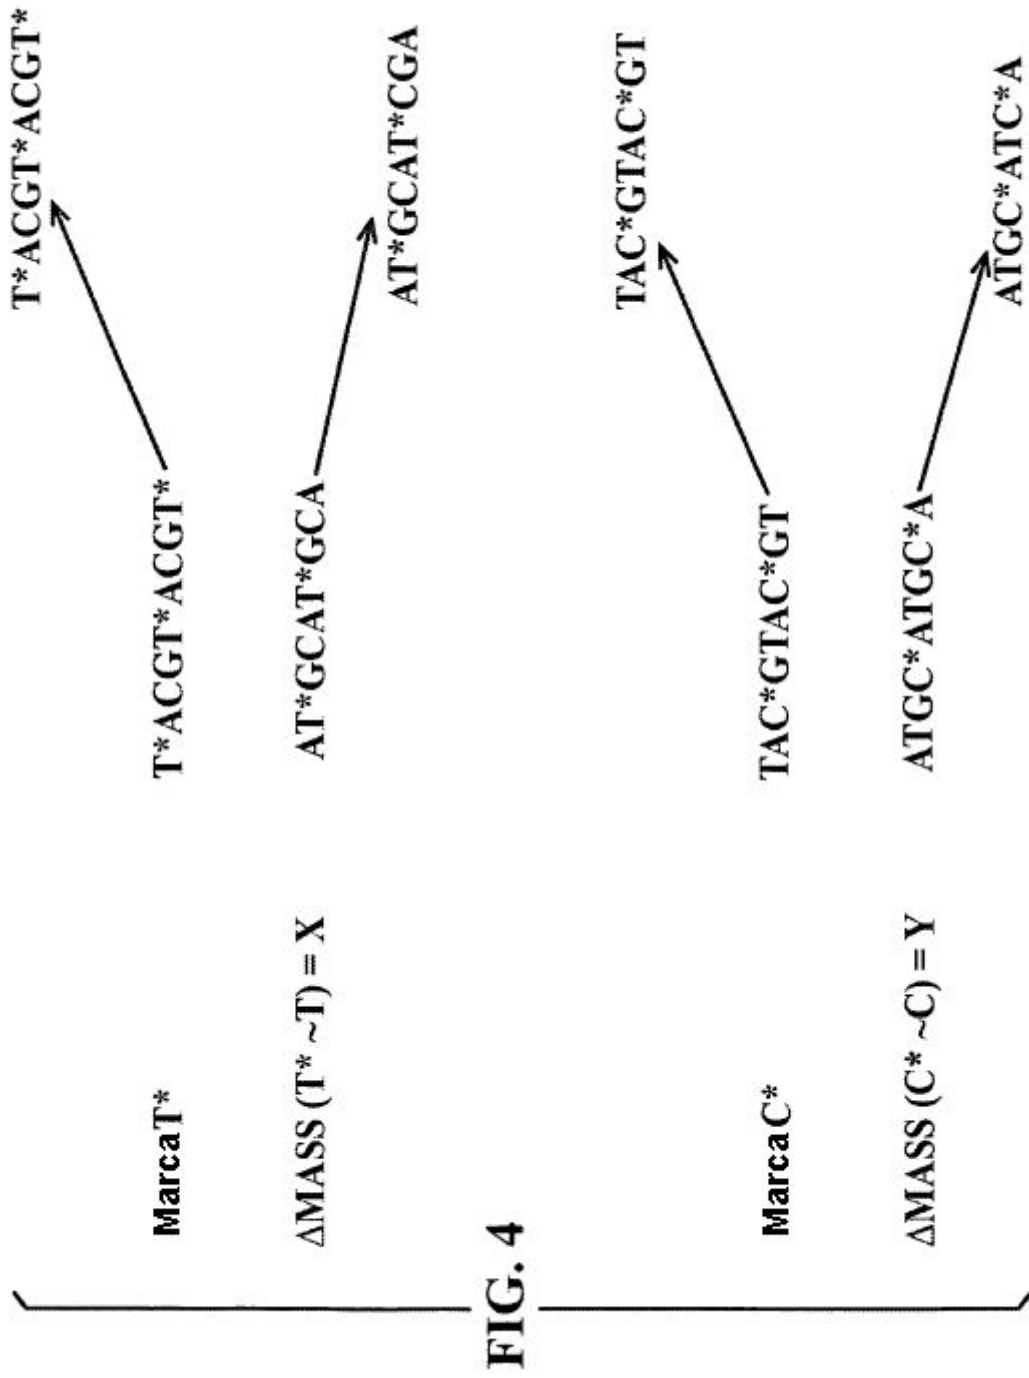 T*ACGT*ACGT*
MarcaT*
T*ACGT*ACGT*
ΔMASS (T* ~T) = X
AT*GCAT*GCA
AT*GCAT*CGA
FIG. 4
TAC*GTAC*GT
MarcaC*
TAC*GTAC*GT
ΔMASS (C* ~C) = Y
ATGC*ATGC*A
ATGC*ATC*A